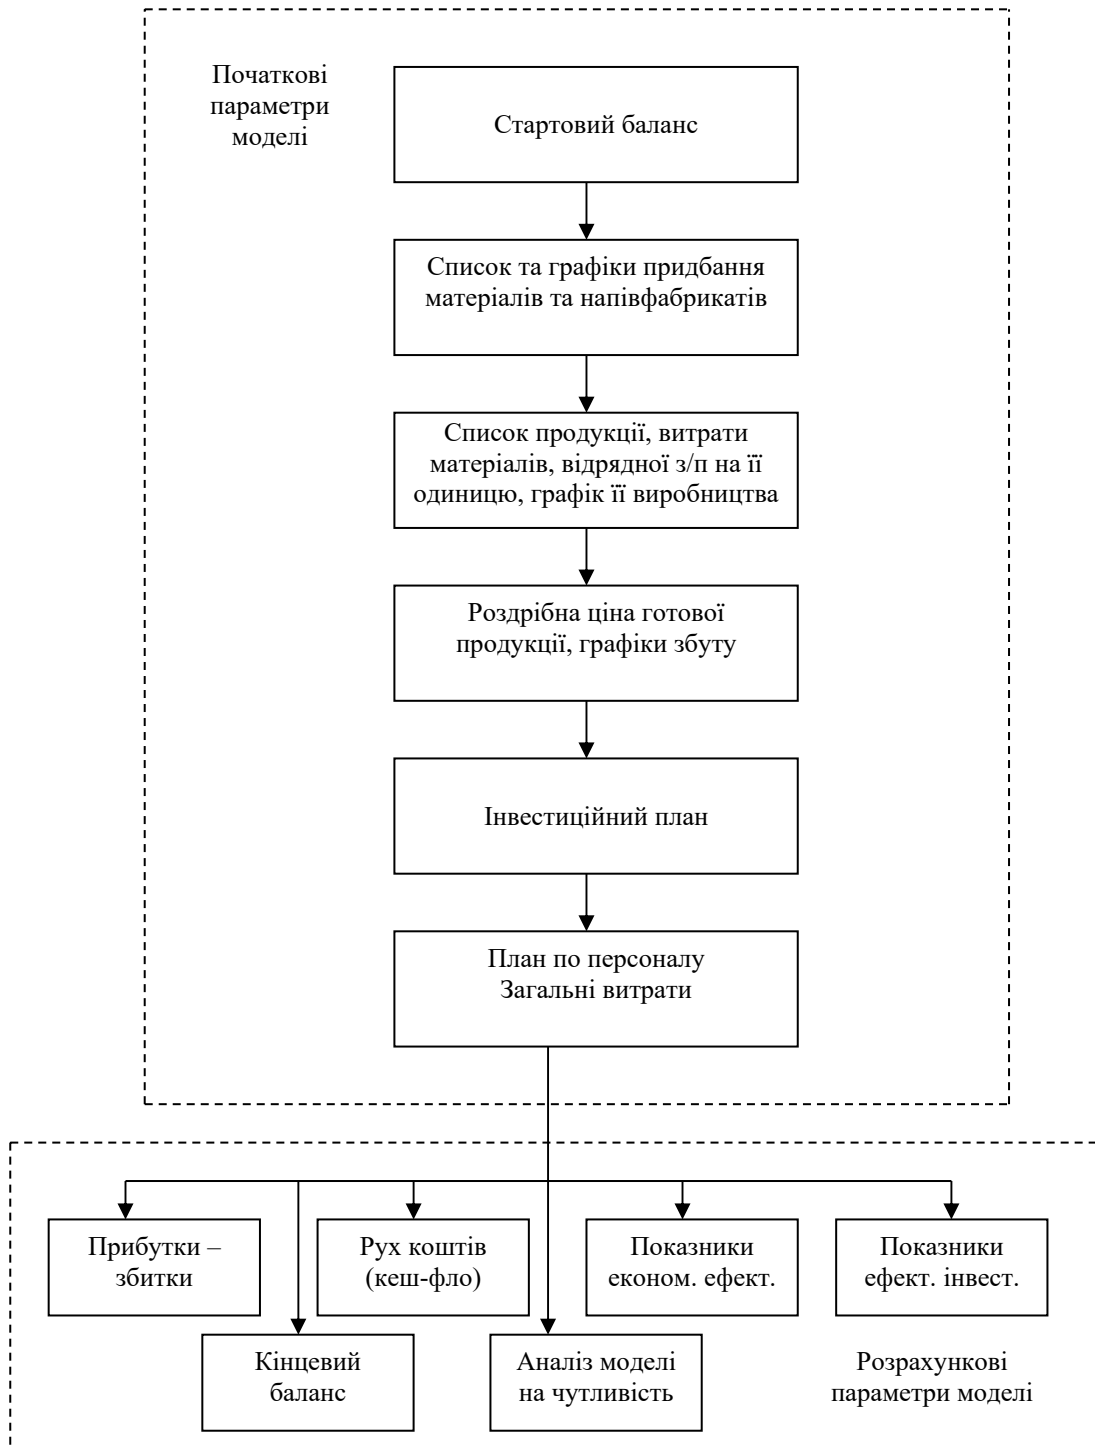 Початкові
параметри
моделі
Стартовий баланс
Список та графіки придбання
матеріалів та напівфабрикатів
Список продукції, витрати
матеріалів, відрядної з/п на її
одиницю, графік її виробництва
Роздрібна ціна готової
продукції, графіки збуту
Інвестиційний план
План по персоналу
Загальні витрати
Прибутки –
збитки
Рух коштів
(кеш-фло)
Показники
економ. ефект.
Показники
ефект. інвест.
Кінцевий
баланс
Аналіз моделі
на чутливість
Розрахункові
параметри моделі